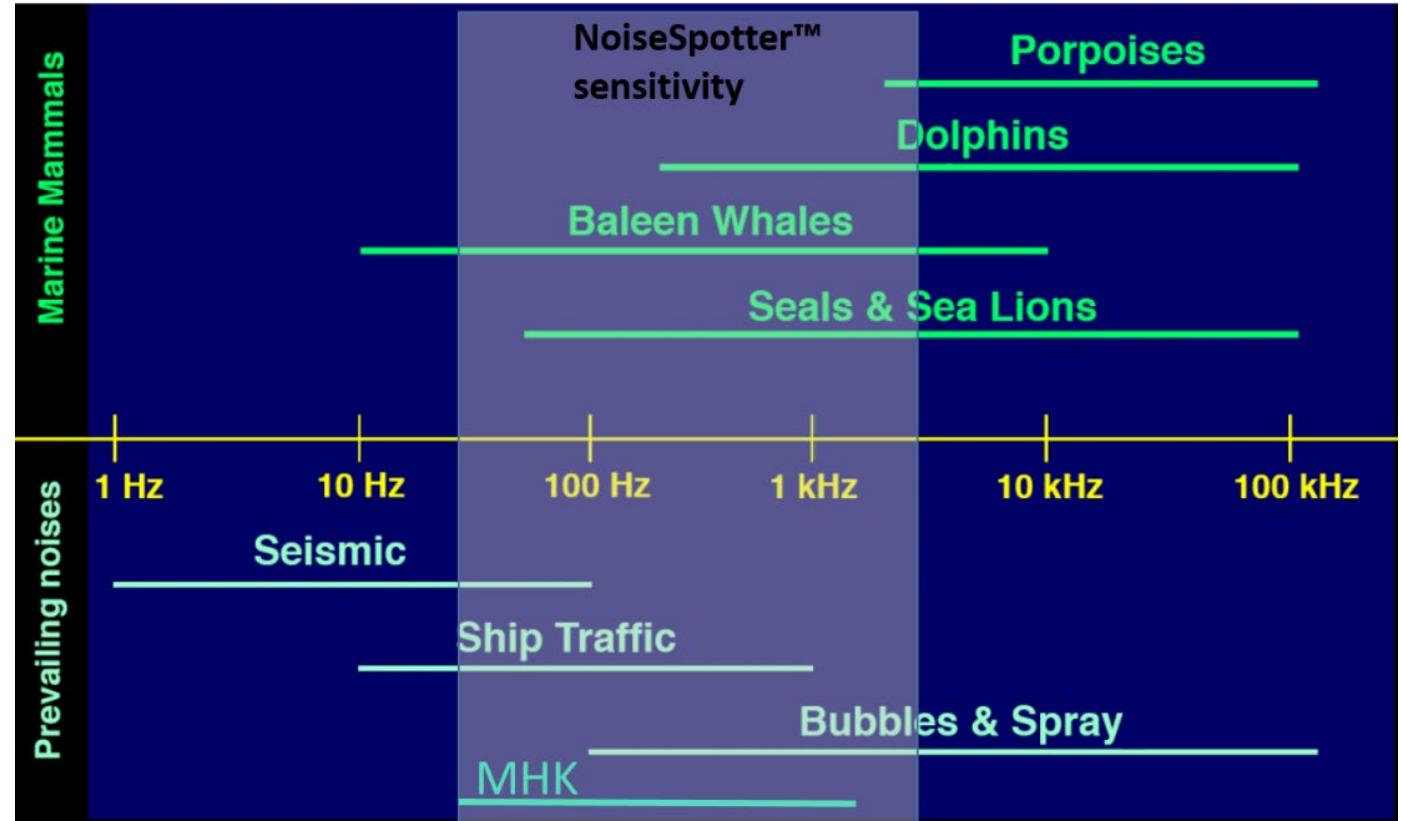 NoiseSpotter™
sensitivity
Marine Mammals
Porpoises
Dolphins
Baleen Whales
Seals & Sea Lions
1 Hz
10 Hz
100 Hz
1 kHz
10 kHz
100 kHz
Prevailing noises
Seismic
Ship Traffic
Bubbles & Spray
MHK